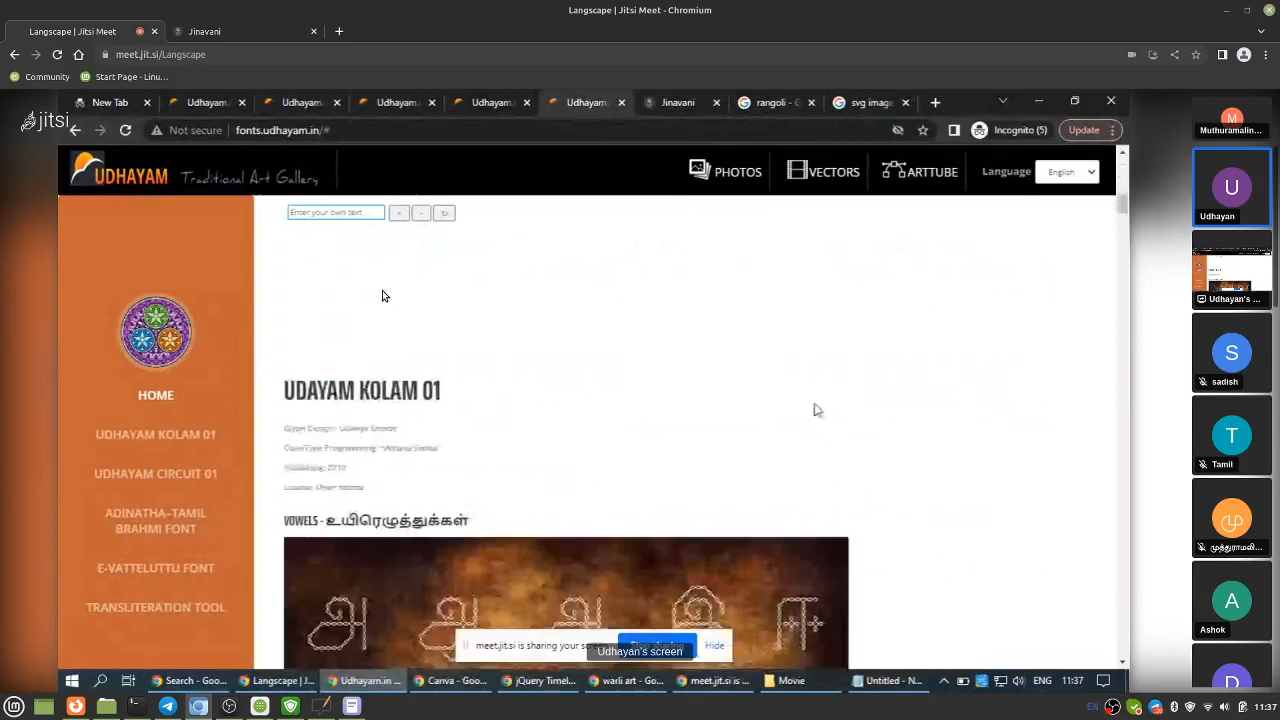 Langscape | Jitsi Meet - Chromium
Langscape | Jitsi Meet
Jinavani
meet.jit.si/Langscape
Community
Start Page - Linu...
jitsi
New Tab
Udhayam.
Udhayam.
Udhayam.
Udhayam.
Udhayam.
Jinavani
rangoli - G
svg image
Not secure
fonts.udhayam.in/#
Incognito (5)
Update
UDHAYAM Traditional Art Gallery
PHOTOS
VECTORS
ARTTUBE
Language
English
Enter your own text
+
-
HOME
UDHAYAM KOLAM 01
UDHAYAM CIRCUIT 01
ADINATHA-TAMIL
BRAHMI FONT
E-VATTELUTTU FONT
TRANSLITERATION TOOL
UDAYAM KOLAM 01
VOWELS - உயிரெழுத்துக்கள்
meet.jit.si is sharing your screen
Udhayan's screen
Hide
Muthuramalin...
U
Udhayan
Udhayan's ...
S
sadish
T
Tamil
மு
முத்துராமலி...
A
Ashok
D
Search - Goo...
Langscape | J...
Udhayam.in ...
Canva - Goo...
jQuery Timel...
warli art - Go...
meet.jit.si is ...
Movie
Untitled - N...
ENG
11:37
EN
11:37